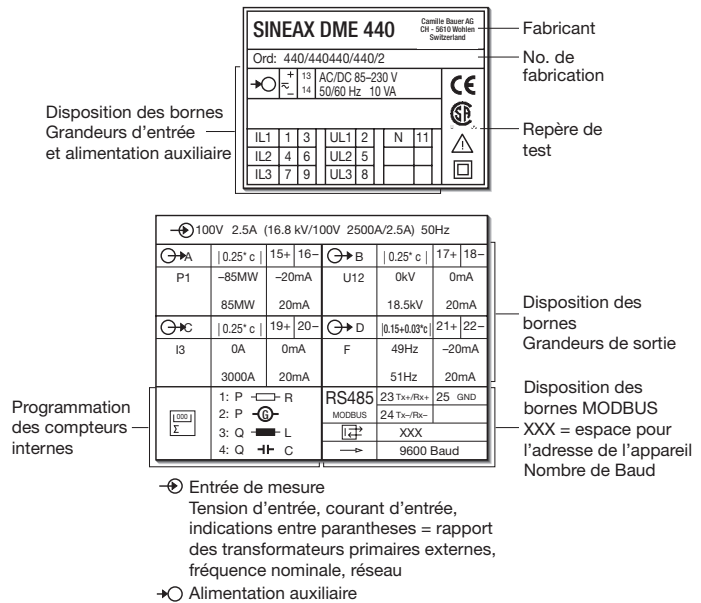 SINEAX DME 440
Camille Bauer AG
CH - 5610 Wohlen
Switzerland
Fabricant
Ord: 440/440440/440/2
No. de
fabrication
+ 13 AC/DC 85–230 V
– 14 50/60 Hz 10 VA
CE
Disposition des bornes
Grandeurs d'entrée
et alimentation auxiliaire
Repère de
test
IL1 1 3 UL1 2 N 11
IL2 4 6 UL2 5
IL3 7 9 UL3 8
100V 2.5A (16.8 kV/100V 2500A/2.5A) 50Hz
A | 0.25* c | 15+ 16– B | 0.25* c | 17+ 18–
P1 –85MW –20mA U12 0kV 0mA
85MW 20mA 18.5kV 20mA
C | 0.25* c | 19+ 20– D |0.15+0.03*c| 21+ 22–
I3 0A 0mA F 49Hz –20mA
3000A 20mA 51Hz 20mA
Disposition des
bornes
Grandeurs de sortie
Programmation
des compteurs
internes
000
Σ
1: P R
2: P G
3: Q L
4: Q C
RS485 23 Tx+/Rx+ 25 GND
MODBUS 24 Tx–/Rx–
XXX
9600 Baud
Disposition des
bornes MODBUS
XXX = espace pour
l'adresse de l'appareil
Nombre de Baud
Entrée de mesure
Tension d'entrée, courant d'entrée,
indications entre parantheses = rapport
des transformateurs primaires externes,
fréquence nominale, réseau
Alimentation auxiliaire